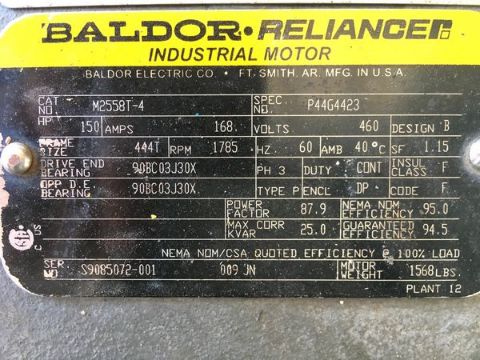 BALDOR·RELIANCER
INDUSTRIAL MOTOR
BALDOR ELECTRIC CO. FT. SMITH, AR. MFG. IN U.S.A.
CAT NO. M2558T-4 SPEC NO. P44G4423
HP 150 AMPS 168 VOLTS 460 DESIGN B
FRAME SIZE 444T RPM 1785 HZ 60 AMB 40°C SF 1.15
DRIVE END BEARING 90BC03J30X PH 3 DUTY CONT INSUL CLASS F
OPP D.E. BEARING 90BC03J30X TYPE P ENCL DP CODE F
POWER FACTOR 87.9 NEMA NOM EFFICIENCY 95.0
MAX CORR KVAR 25.0 GUARANTEED EFFICIENCY 94.5
C US
NEMA NOM/CSA QUOTED EFFICIENCY @ 100% LOAD
SER NO. S9085072-001 009 JN MOTOR WEIGHT 1568LBS.
PLANT 12